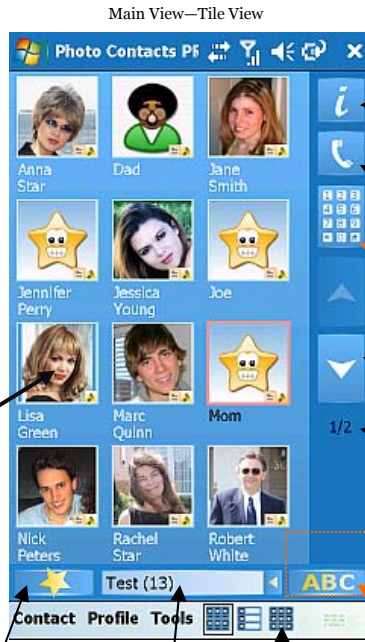 Main View—Tile View
Photo Contacts
Anna Star
Dad
Jane Smith
Jennifer Perry
Jessica Young
Joe
Lisa Green
Marc Quinn
Mom
1/2
Nick Peters
Rachel Star
Robert White
Test (13)
ABC
Contact Profile Tools